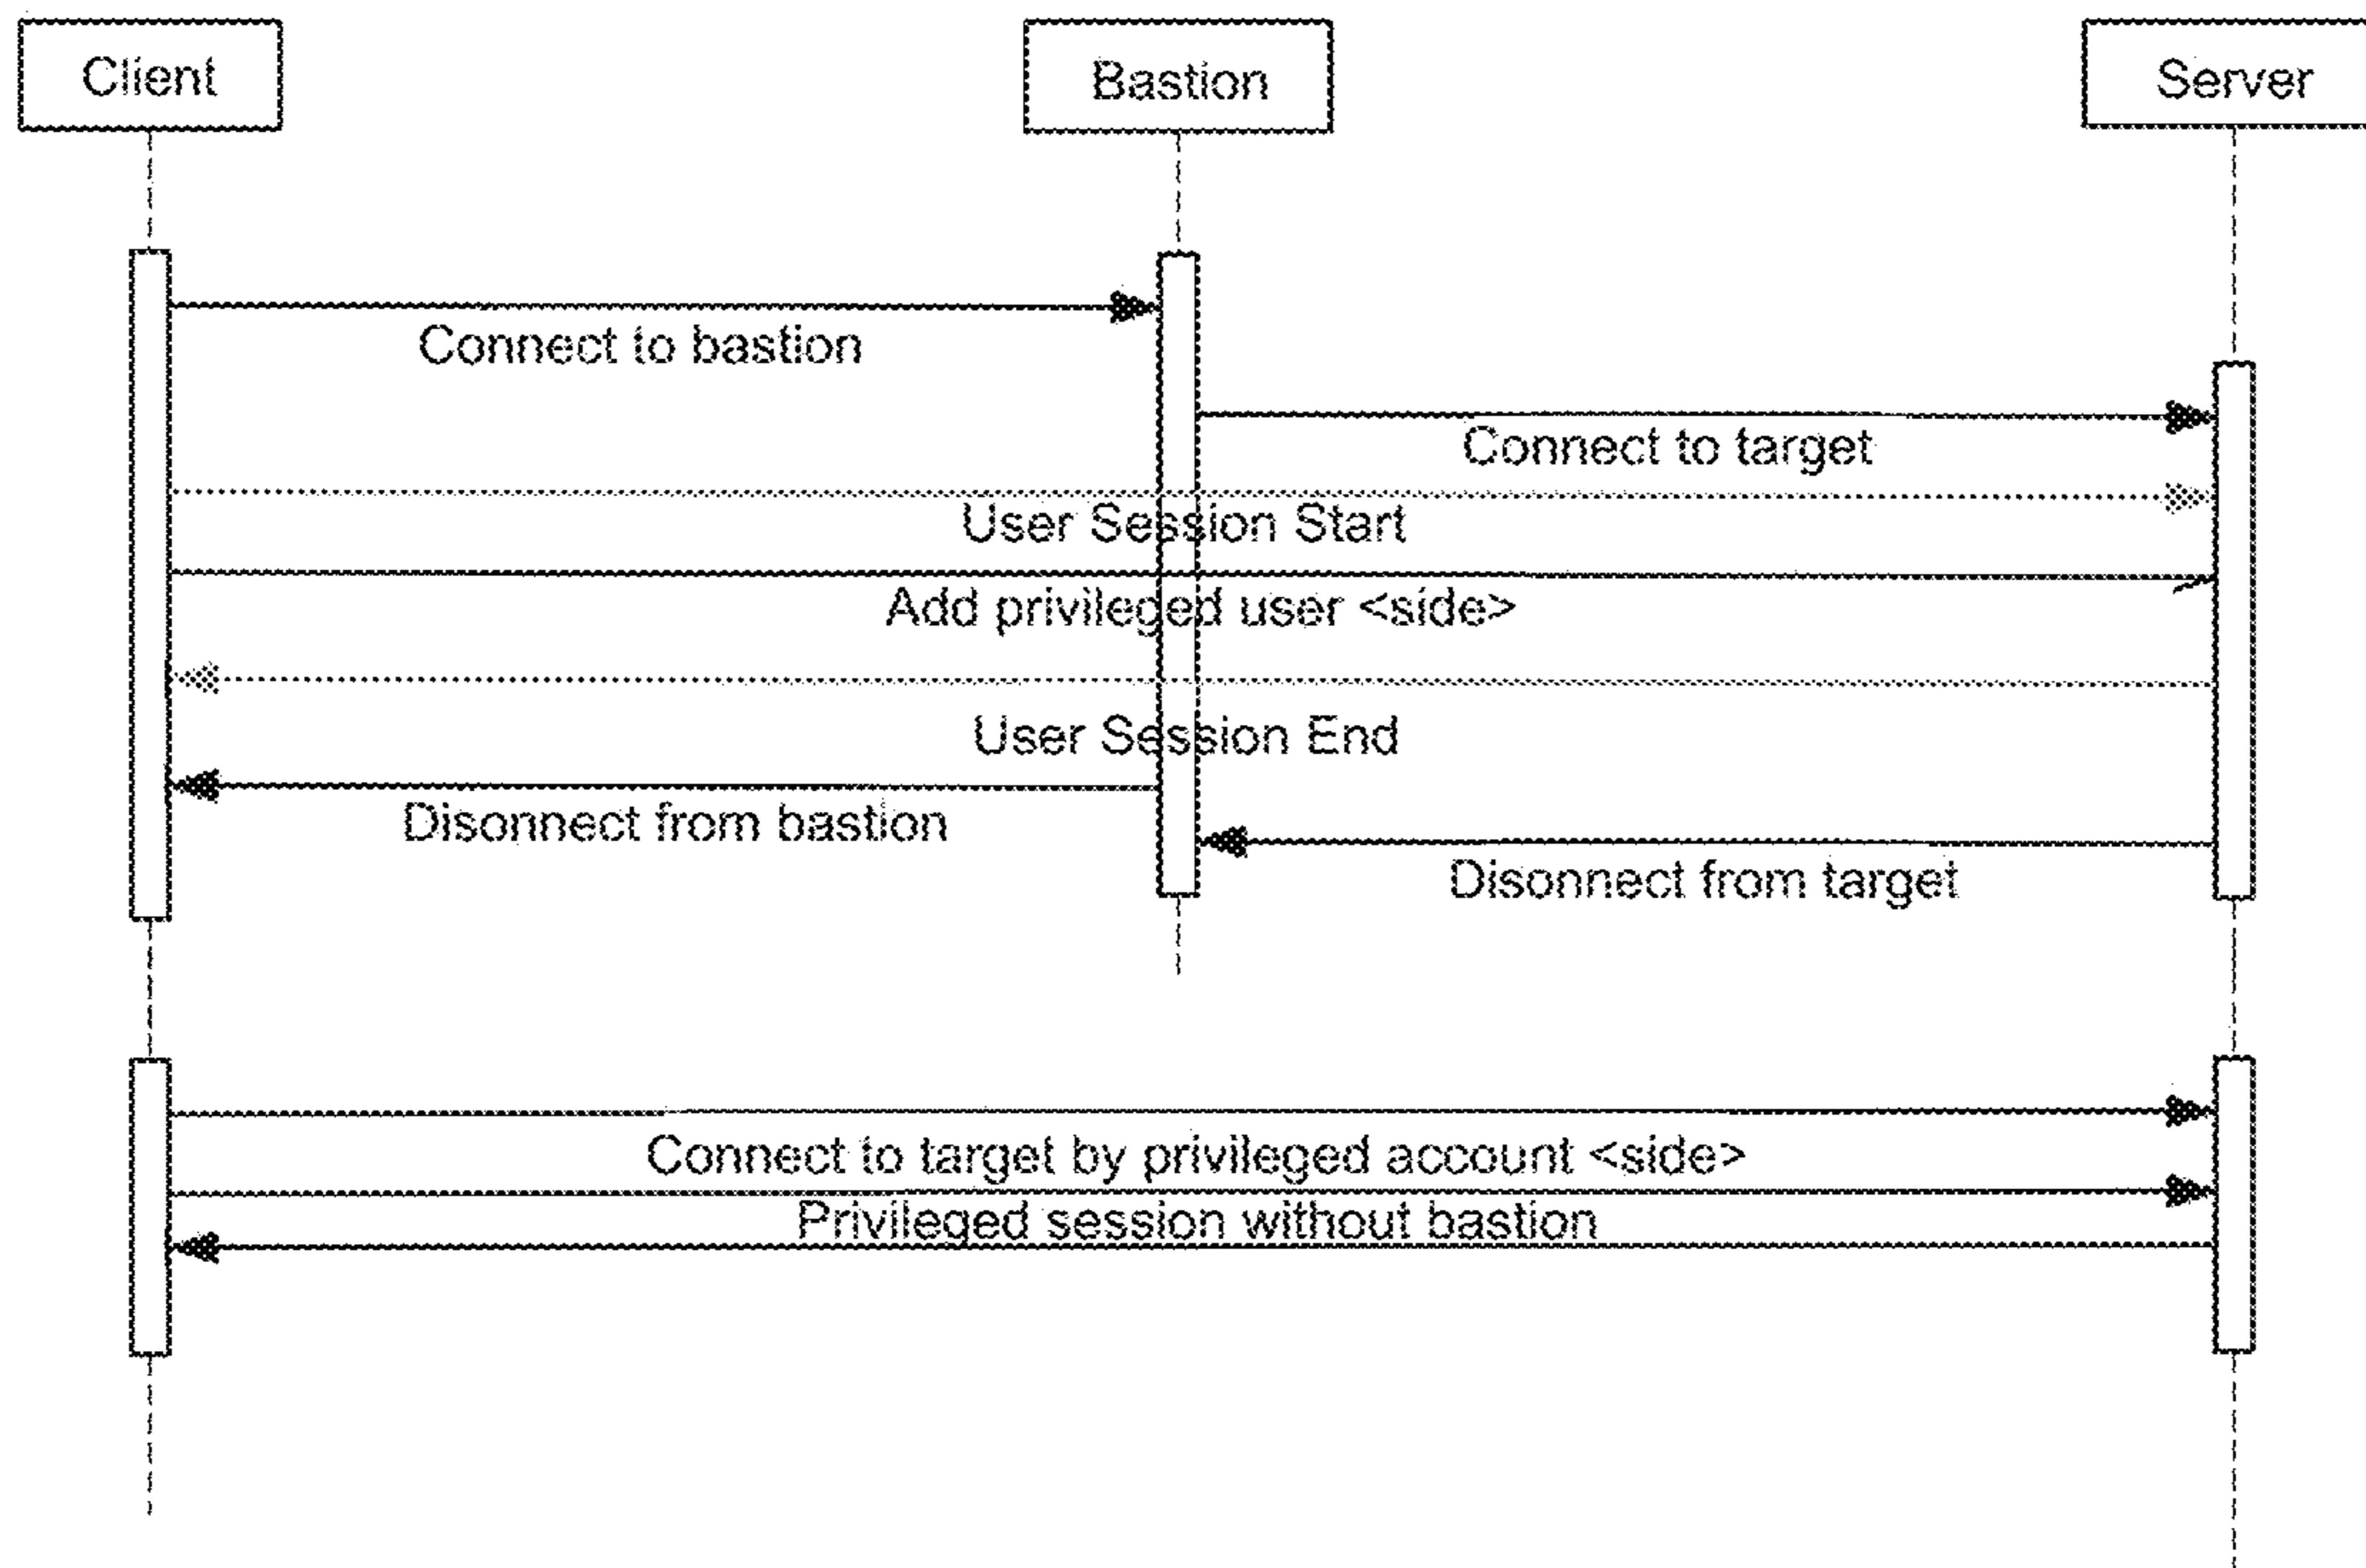 Client
Bastion
Server
Connect to bastion
Connect to target
User Session Start
Add privileged user <side>
User Session End
Disonnect from bastion
Disonnect from target
Connect to target by privileged account <side>
Privileged session without bastion